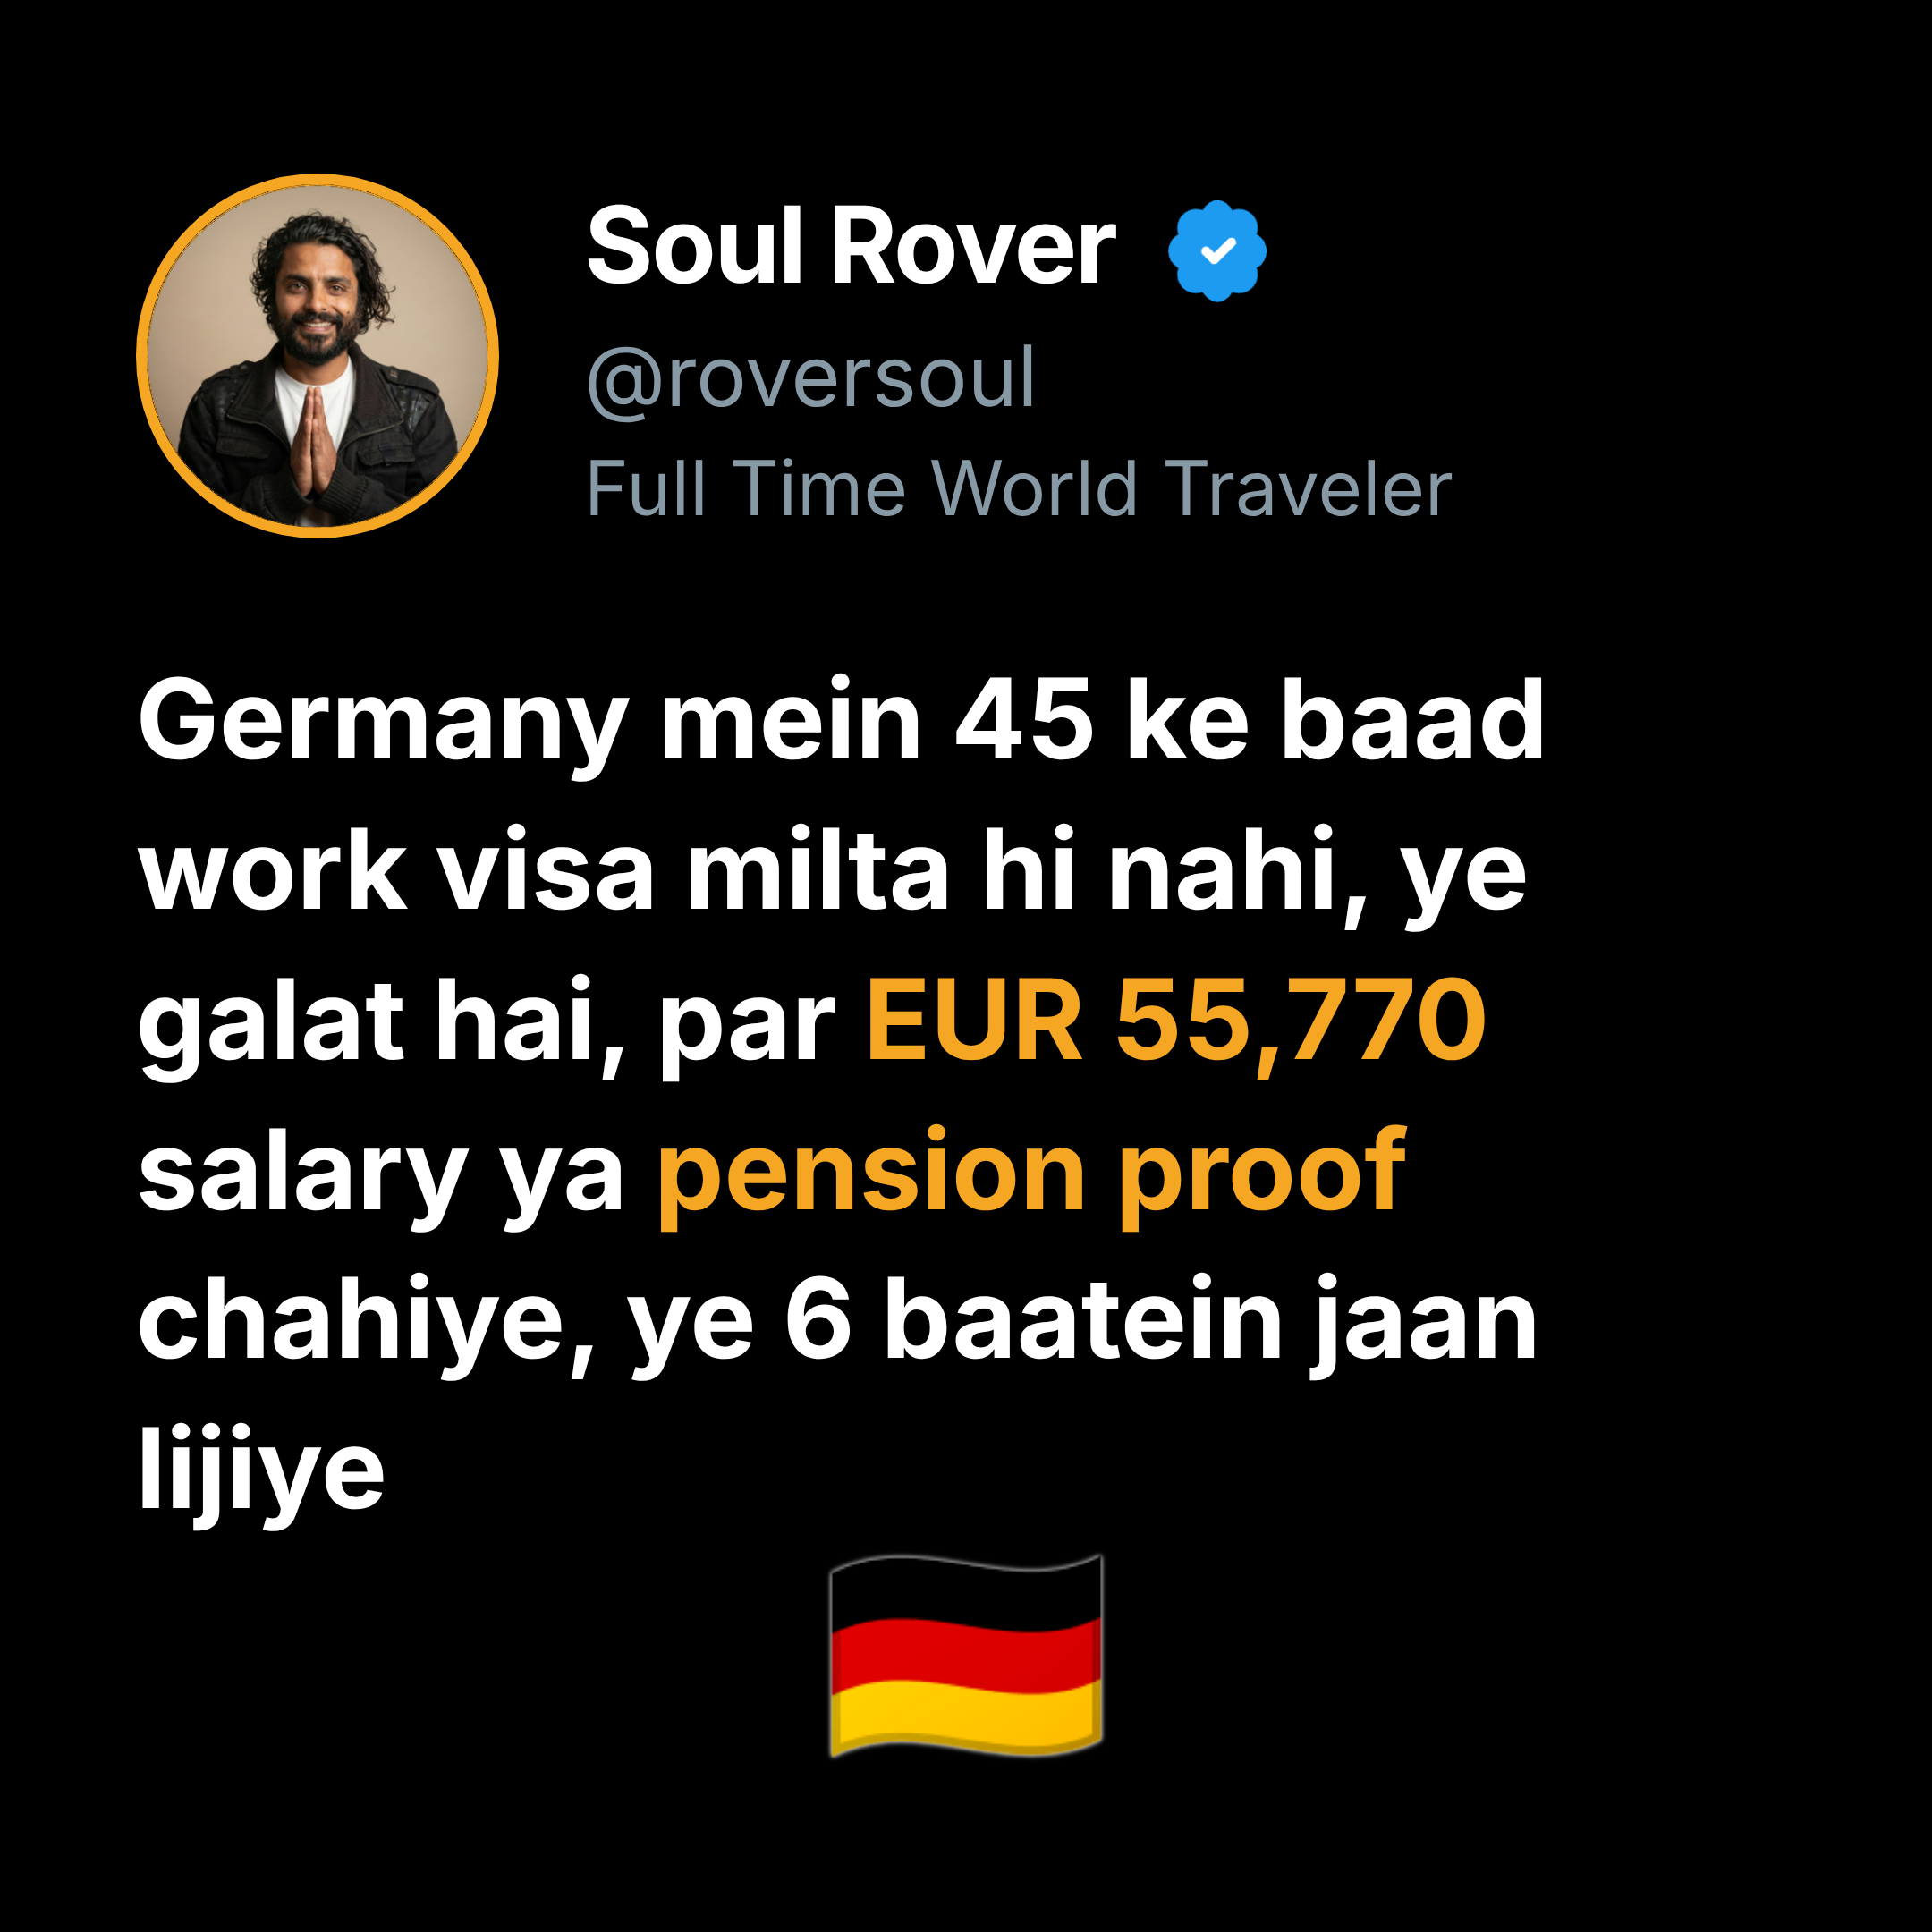 Soul Rover
@roversoul
Full Time World Traveler
Germany mein 45 ke baad
work visa milta hi nahi, ye
galat hai, par EUR 55,770
salary ya pension proof
chahiye, ye 6 baatein jaan
lijiye